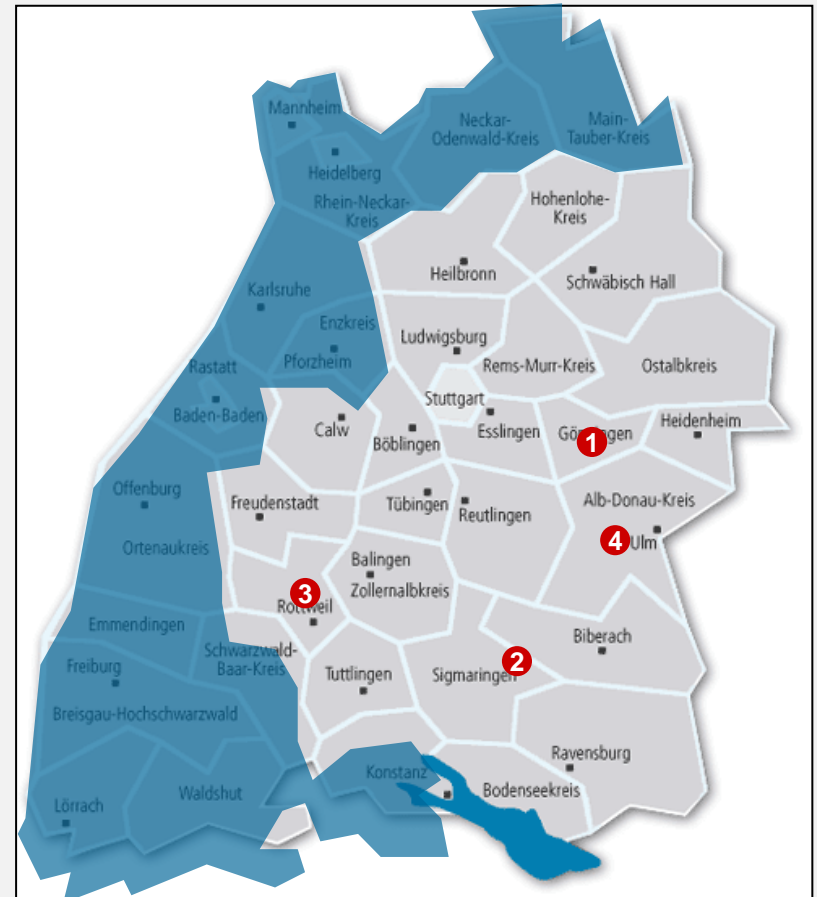 Mannheim
Neckar-
Odenwald-Kreis
Main-
Tauber-Kreis
Heidelberg
Rhein-Neckar-
Kreis
Hohenlohe-
Kreis
Heilbronn
Schwäbisch Hall
Karlsruhe
Enzkreis
Ludwigsburg
Pforzheim
Rems-Murr-Kreis
Ostalbkreis
Rastatt
Stuttgart
Baden-Baden
Calw
Böblingen
Esslingen
1
Heidenheim
Offenburg
Freudenstadt
Tübingen
Reutlingen
Alb-Donau-Kreis
Ortenaukreis
4
Ulm
Balingen
Zollernalbkreis
3
Rottweil
Emmendingen
Schwarzwald-
Baar-Kreis
Biberach
Freiburg
Tuttlingen
Sigmaringen
2
Breisgau-Hochschwarzwald
Ravensburg
Konstanz
Bodenseekreis
Waldshut
Lörrach